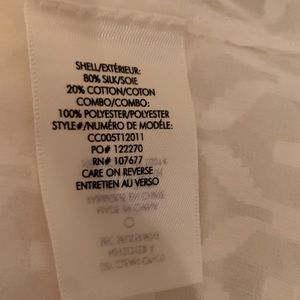 SHELL/EXTÉRIEUR:
80% SILK/SOIE
20% COTTON/COTON
COMBO/COMBO:
100% POLYESTER/POLYESTER
STYLE#/NUMÉRO DE MODÈLE:
CC005T12011
PO# 122270
RN# 107677
CARE ON REVERSE
ENTRETIEN AU VERSO